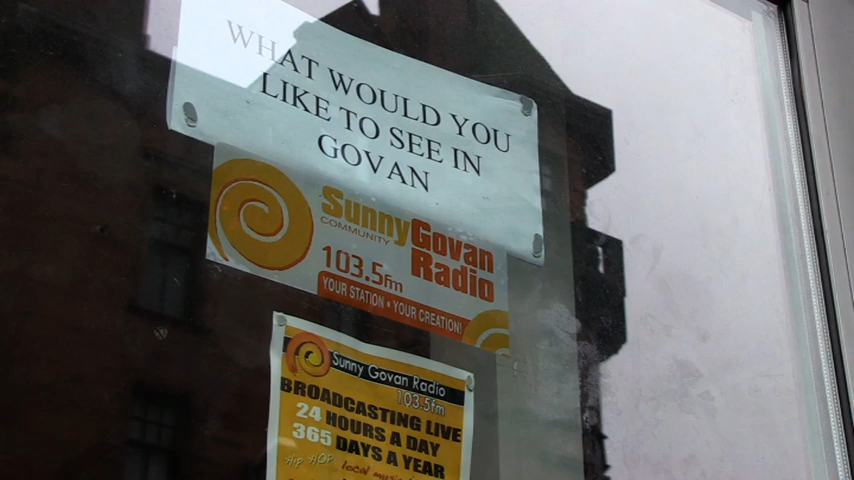 WHAT WOULD YOU
LIKE TO SEE IN
GOVAN
Sunny
COMMUNITY
Govan
Radio
103.5fm
YOUR STATION • YOUR CREATION!
Sunny Govan Radio
103.5fm
BROADCASTING LIVE
24 HOURS A DAY
365 DAYS A YEAR
Hip Hop
local music